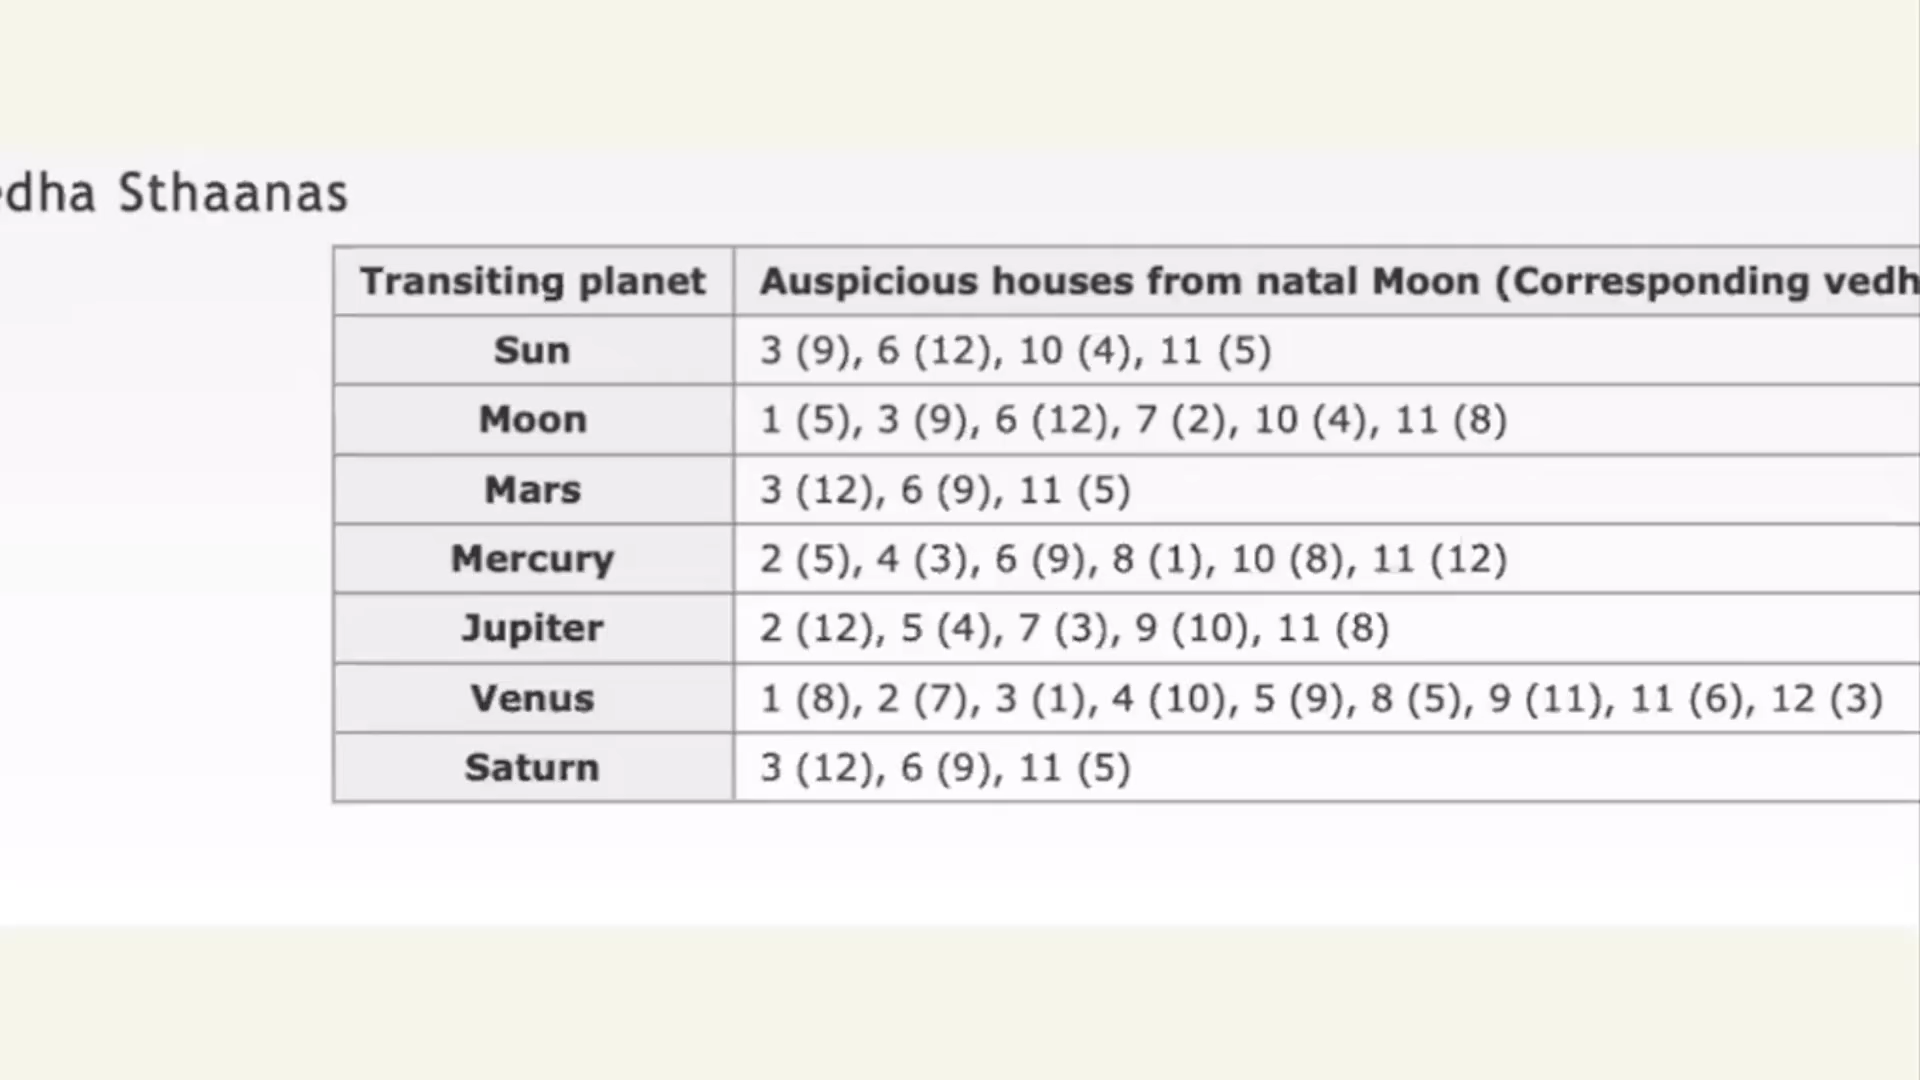 dha Sthaanas
Transiting planet Auspicious houses from natal Moon (Corresponding vedh
Sun 3 (9), 6 (12), 10 (4), 11 (5)
Moon 1 (5), 3 (9), 6 (12), 7 (2), 10 (4), 11 (8)
Mars 3 (12), 6 (9), 11 (5)
Mercury 2 (5), 4 (3), 6 (9), 8 (1), 10 (8), 11 (12)
Jupiter 2 (12), 5 (4), 7 (3), 9 (10), 11 (8)
Venus 1 (8), 2 (7), 3 (1), 4 (10), 5 (9), 8 (5), 9 (11), 11 (6), 12 (3)
Saturn 3 (12), 6 (9), 11 (5)